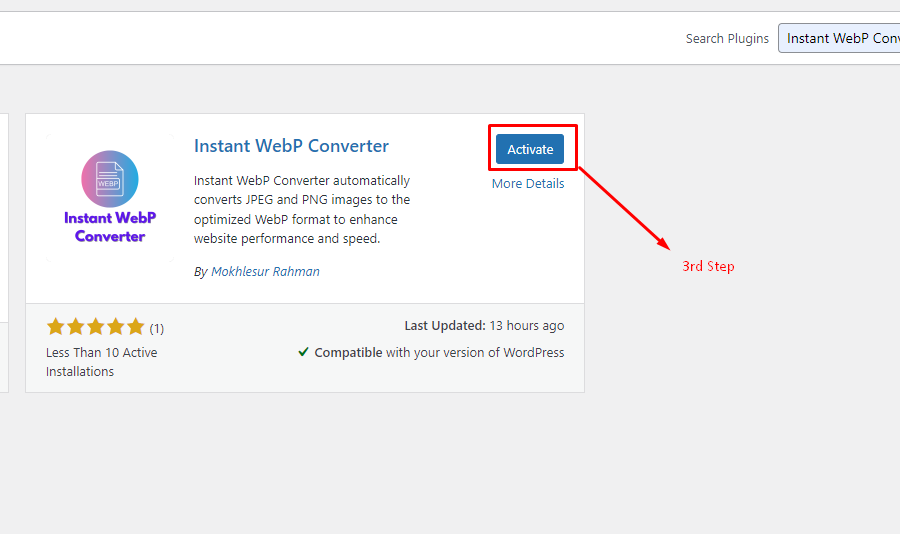 Search Plugins
Instant WebP Conv
Instant WebP Converter
Activate
More Details
Instant WebP Converter automatically
converts JPEG and PNG images to the
optimized WebP format to enhance
website performance and speed.
By Mokhlesur Rahman
WEBP
Instant WebP
Converter
3rd Step
(1)
Less Than 10 Active
Installations
Last Updated: 13 hours ago
Compatible with your version of WordPress